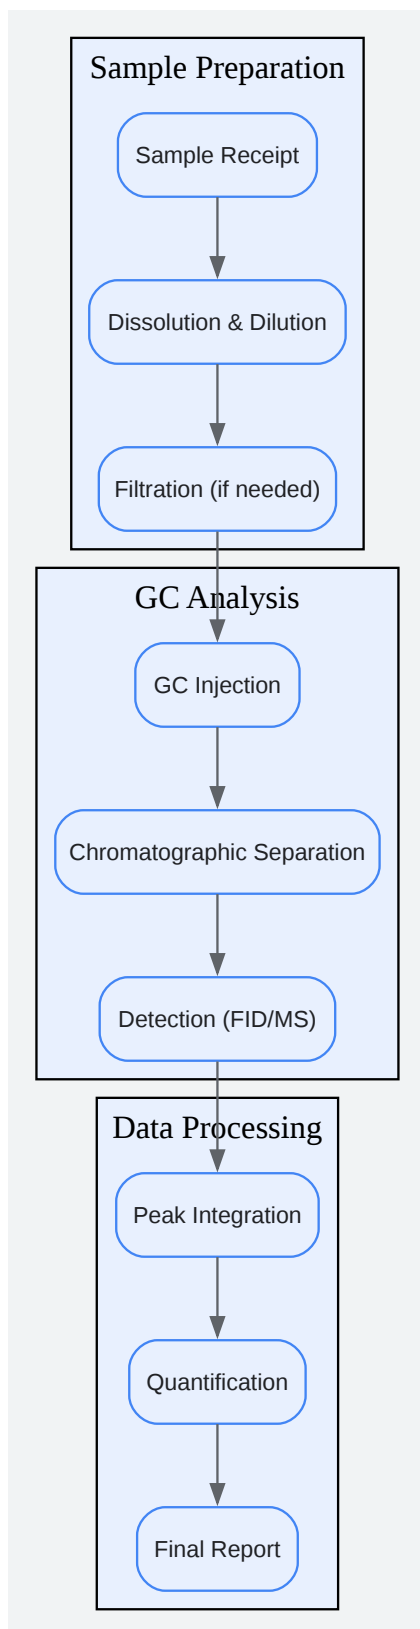 Sample Preparation
Sample Receipt
Dissolution & Dilution
Filtration (if needed)
GC Analysis
GC Injection
Chromatographic Separation
Detection (FID/MS)
Data Processing
Peak Integration
Quantification
Final Report